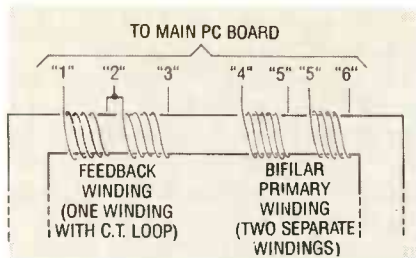 TO MAIN PC BOARD
"1" "2" "3" "4" "5" "5" "6"
FEEDBACK
WINDING
(ONE WINDING
WITH C.T. LOOP)
BIFILAR
PRIMARY
WINDING
(TWO SEPARATE
WINDINGS)